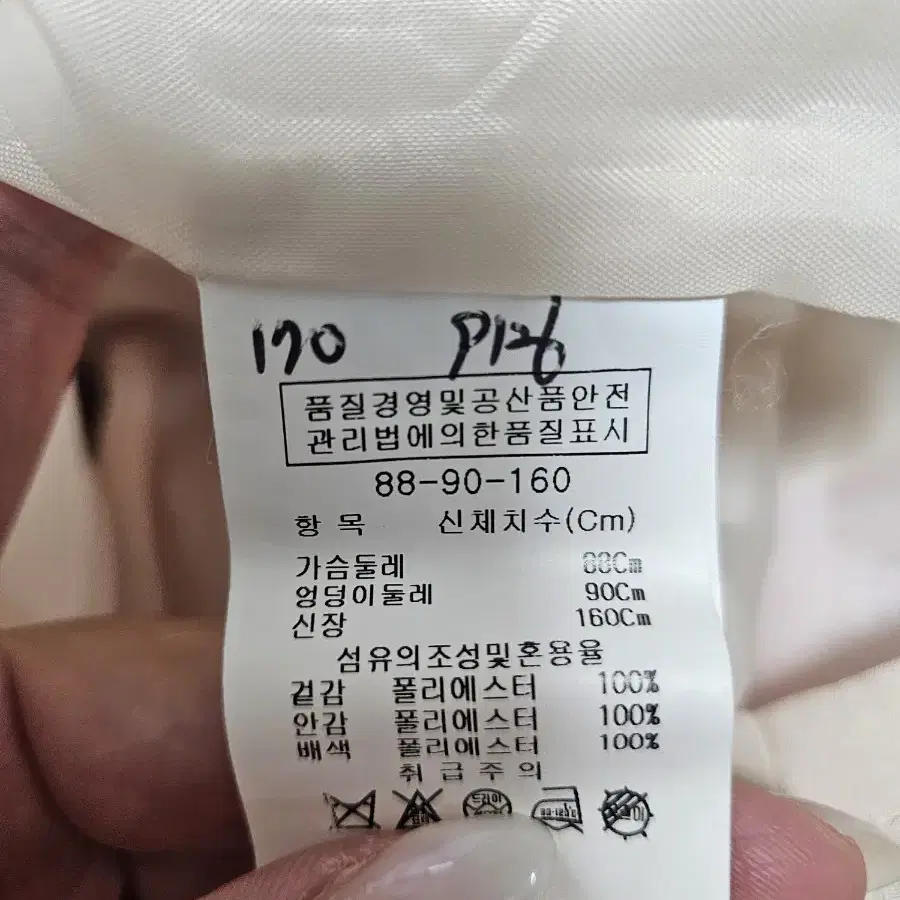 170 P126
품질경영및공산품안전
관리법에의한품질표시
88-90-160
항 목 신체치수(Cm)
가슴둘레 88Cm
엉덩이둘레 90Cm
신장 160Cm
섬유의조성및혼용율
겉감 폴리에스터 100%
안감 폴리에스터 100%
배색 폴리에스터 100%
취급주의
드라이